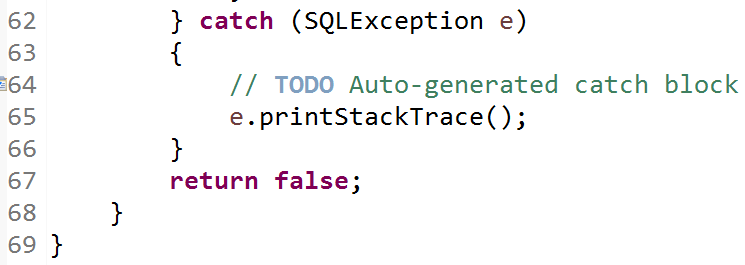 62        } catch (SQLException e)
63        {
64            // TODO Auto-generated catch block
65            e.printStackTrace();
66        }
67        return false;
68    }
69 }